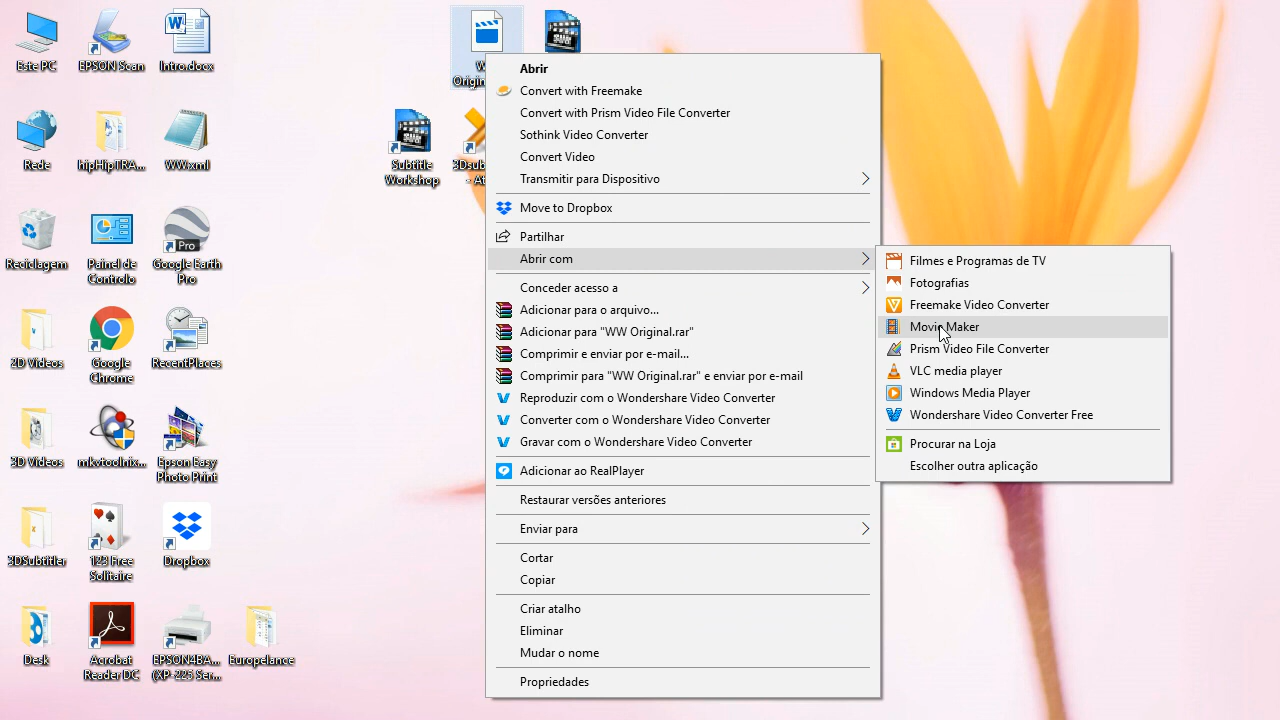 Este PC
EPSON Scan
Intro.docx
Rede
hipHipTRA...
WW.xml
Reciclagem
Painel de
Controlo
Google Earth
Pro
2D Videos
Google
Chrome
RecentPlaces
3D Videos
mkvtoolnix...
Epson Easy
Photo Print
3DSubtitler
123 Free
Solitaire
Dropbox
Desk
Acrobat
Reader DC
EPSON4BA...
(XP-225 Ser...
Europelance
Subtitle
Workshop
Abrir
Convert with Freemake
Convert with Prism Video File Converter
Sothink Video Converter
Convert Video
Transmitir para Dispositivo
Move to Dropbox
Partilhar
Abrir com
Conceder acesso a
Adicionar para o arquivo...
Adicionar para "WW Original.rar"
Comprimir e enviar por e-mail...
Comprimir para "WW Original.rar" e enviar por e-mail
Reproduzir com o Wondershare Video Converter
Converter com o Wondershare Video Converter
Gravar com o Wondershare Video Converter
Adicionar ao RealPlayer
Restaurar versões anteriores
Enviar para
Cortar
Copiar
Criar atalho
Eliminar
Mudar o nome
Propriedades
Filmes e Programas de TV
Fotografias
Freemake Video Converter
Movie Maker
Prism Video File Converter
VLC media player
Windows Media Player
Wondershare Video Converter Free
Procurar na Loja
Escolher outra aplicação